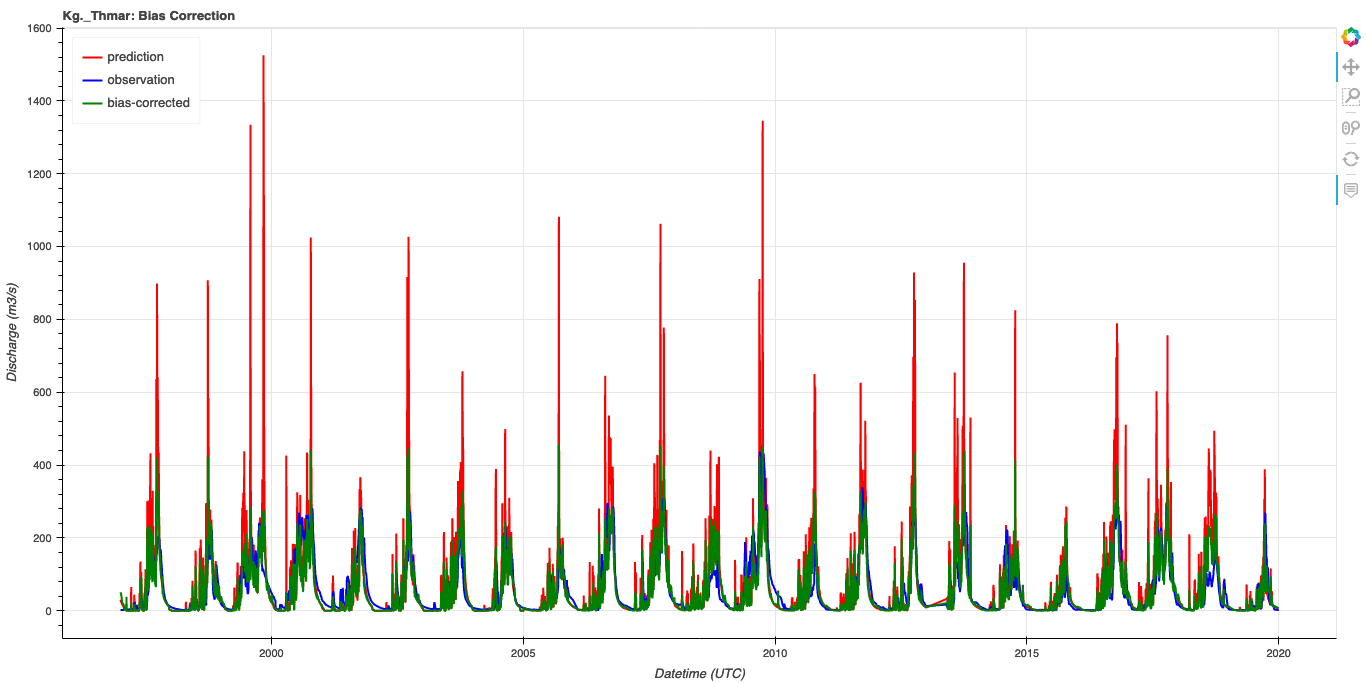 Kg._Thmar: Bias Correction
1600
1400
1200
1000
800
600
400
200
0
Discharge (m3/s)
prediction
observation
bias-corrected
2000
2005
2010
2015
2020
Datetime (UTC)